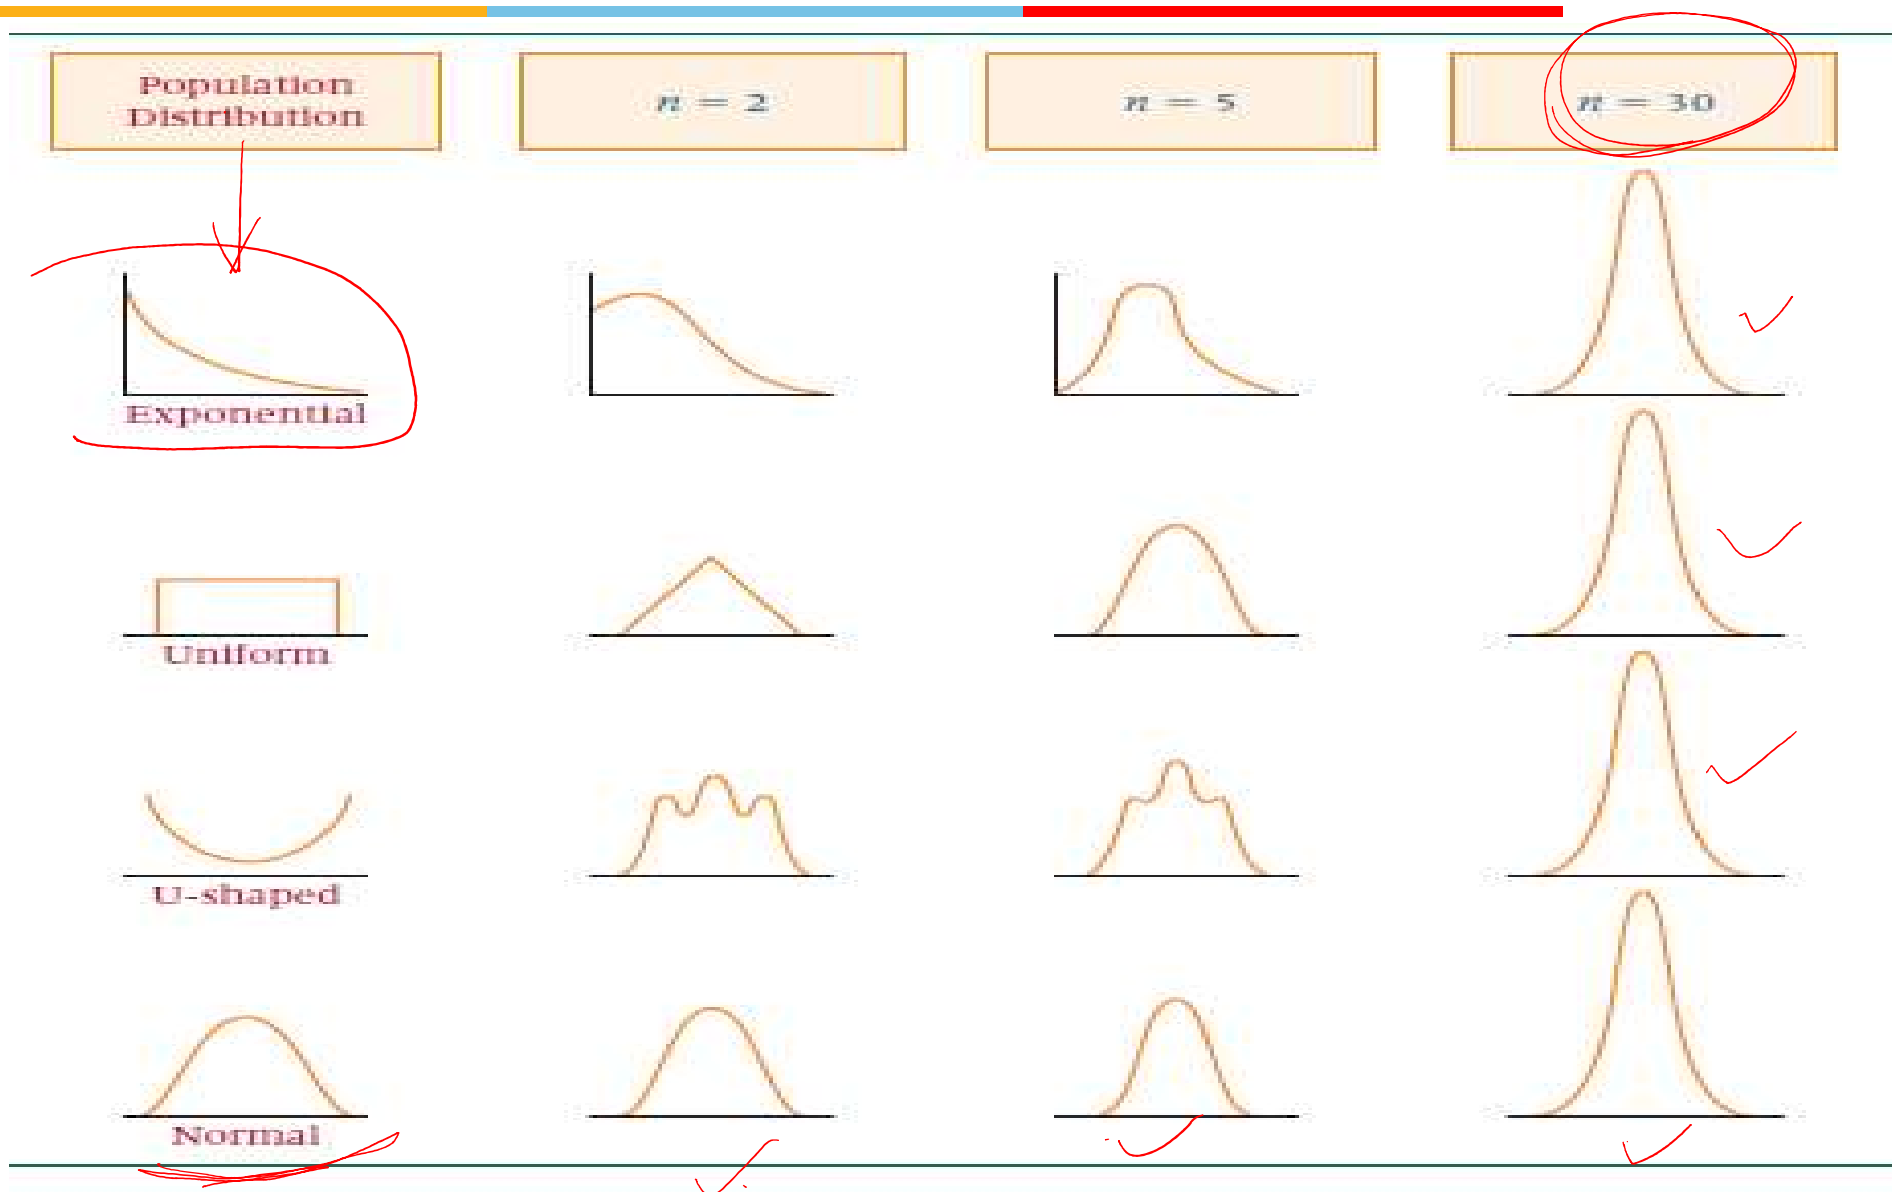 Population
Distribution
n = 2
n = 5
n = 30
Exponential
Uniform
U-shaped
Normal